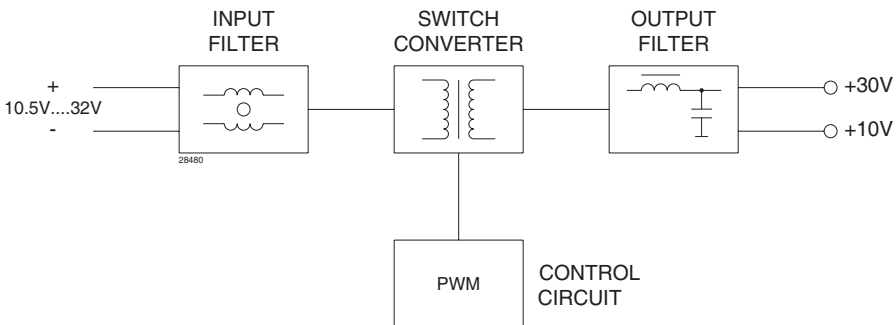 INPUT
FILTER
SWITCH
CONVERTER
OUTPUT
FILTER
+
10.5V....32V
-
28480
+30V
+10V
PWM
CONTROL
CIRCUIT